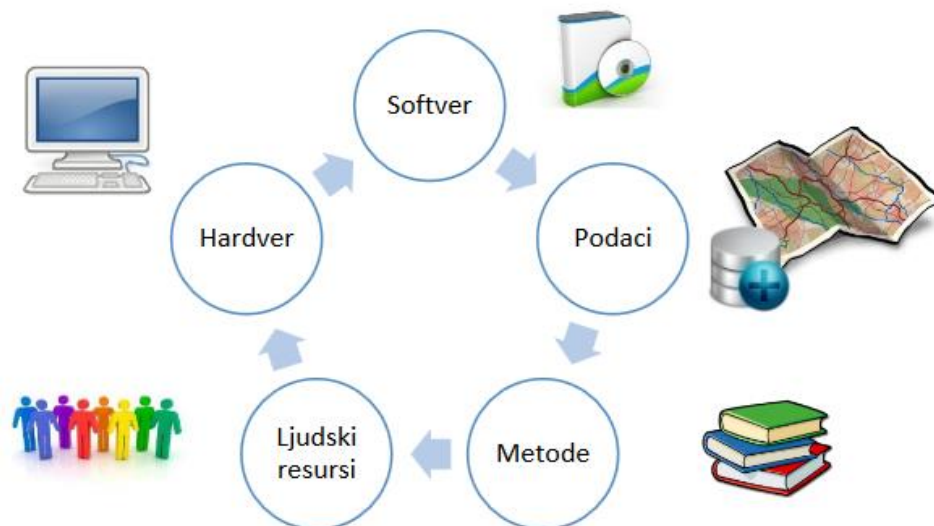 Softver
Hardver
Podaci
Ljudski
resursi
Metode